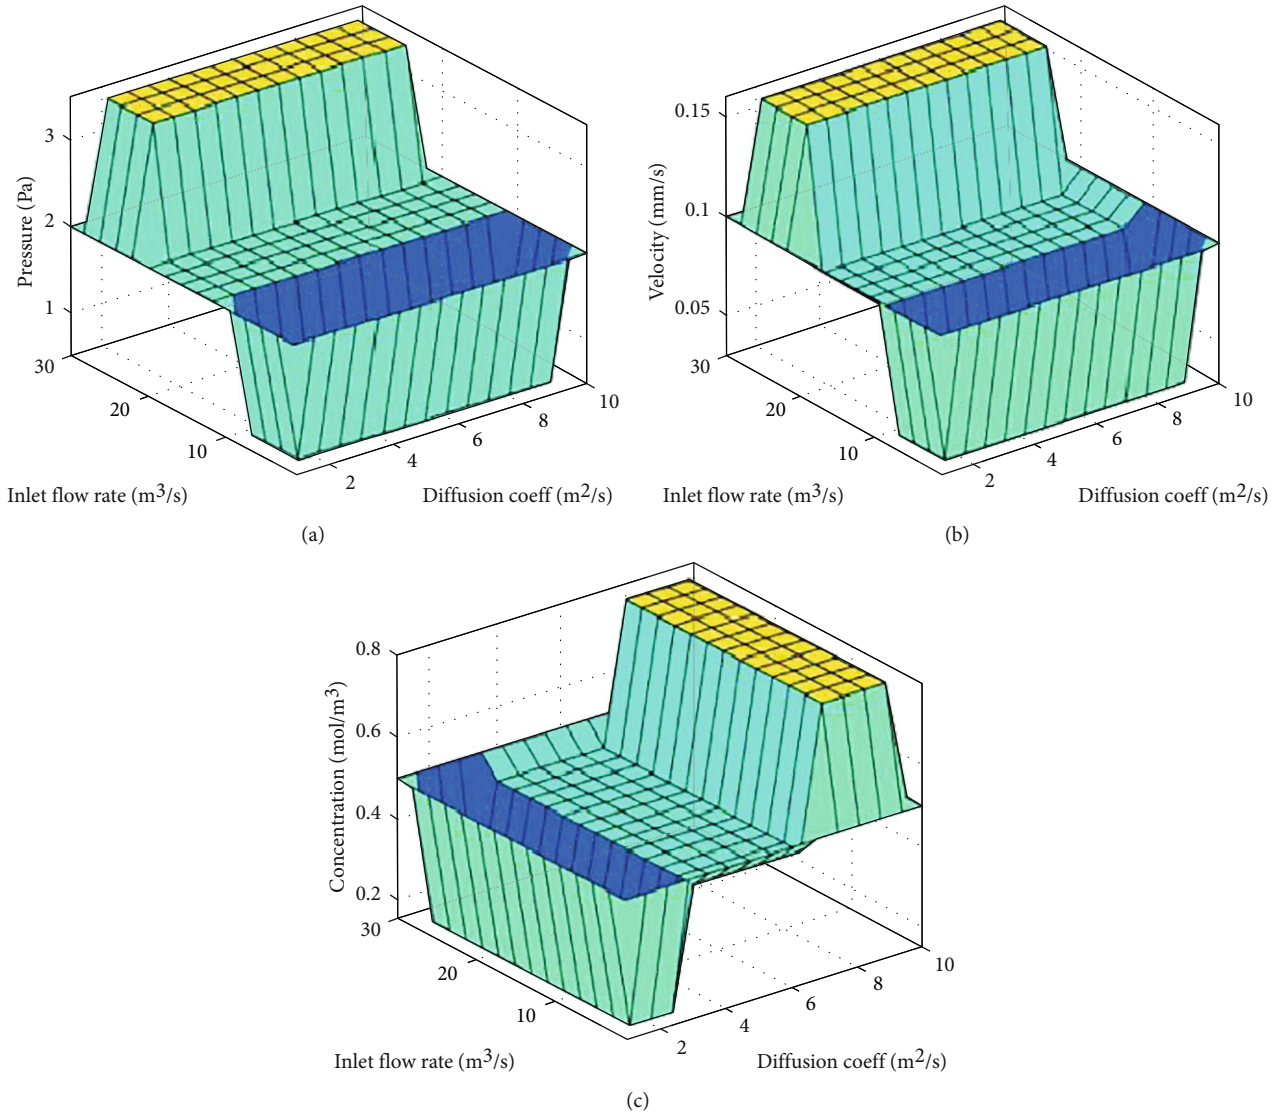 Pressure (Pa)
3
2
1
30
20
10
2
4
6
8
10
Inlet flow rate (m³/s)
Diffusion coeff (m²/s)
(a)
Velocity (mm/s)
0.15
0.1
0.05
30
20
10
2
4
6
8
10
Inlet flow rate (m³/s)
Diffusion coeff (m²/s)
(b)
Concentration (mol/m³)
0.8
0.6
0.4
0.2
30
20
10
2
4
6
8
10
Inlet flow rate (m³/s)
Diffusion coeff (m²/s)
(c)